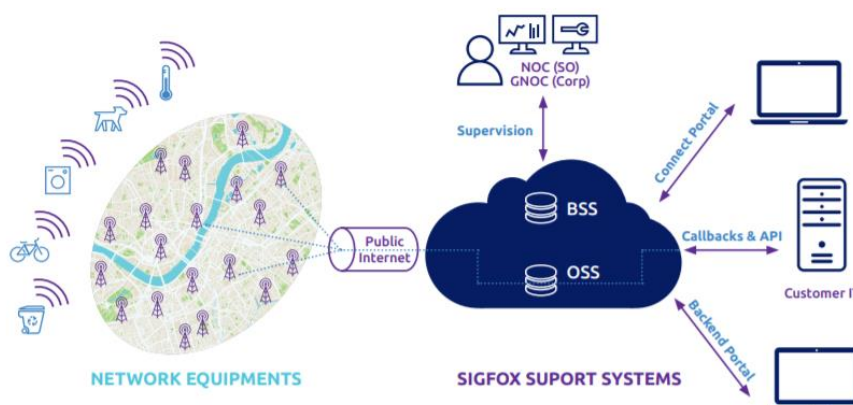 NOC (SO)
GNOC (Corp)
Supervision
Connect Portal
BSS
Public
Internet
Callbacks & API
OSS
Customer I
Backend Portal
NETWORK EQUIPMENTS
SIGFOX SUPORT SYSTEMS